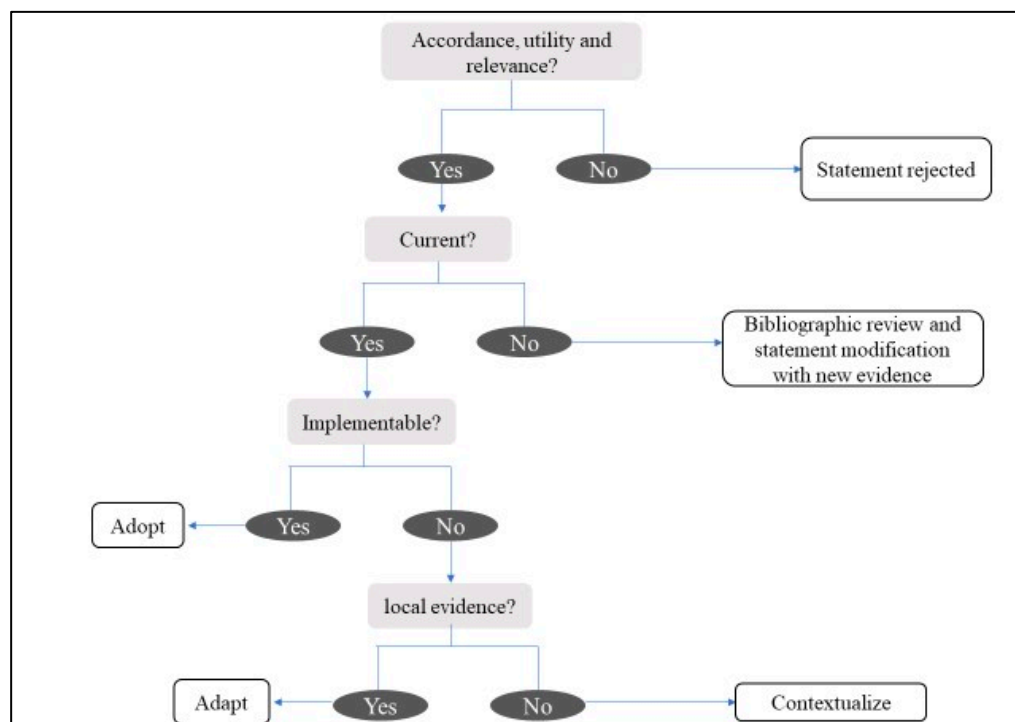 Accordance, utility and
relevance?
Yes
No
Statement rejected
Current?
Yes
No
Bibliographic review and
statement modification
with new evidence
Implementable?
Adopt
Yes
No
local evidence?
Adapt
Yes
No
Contextualize